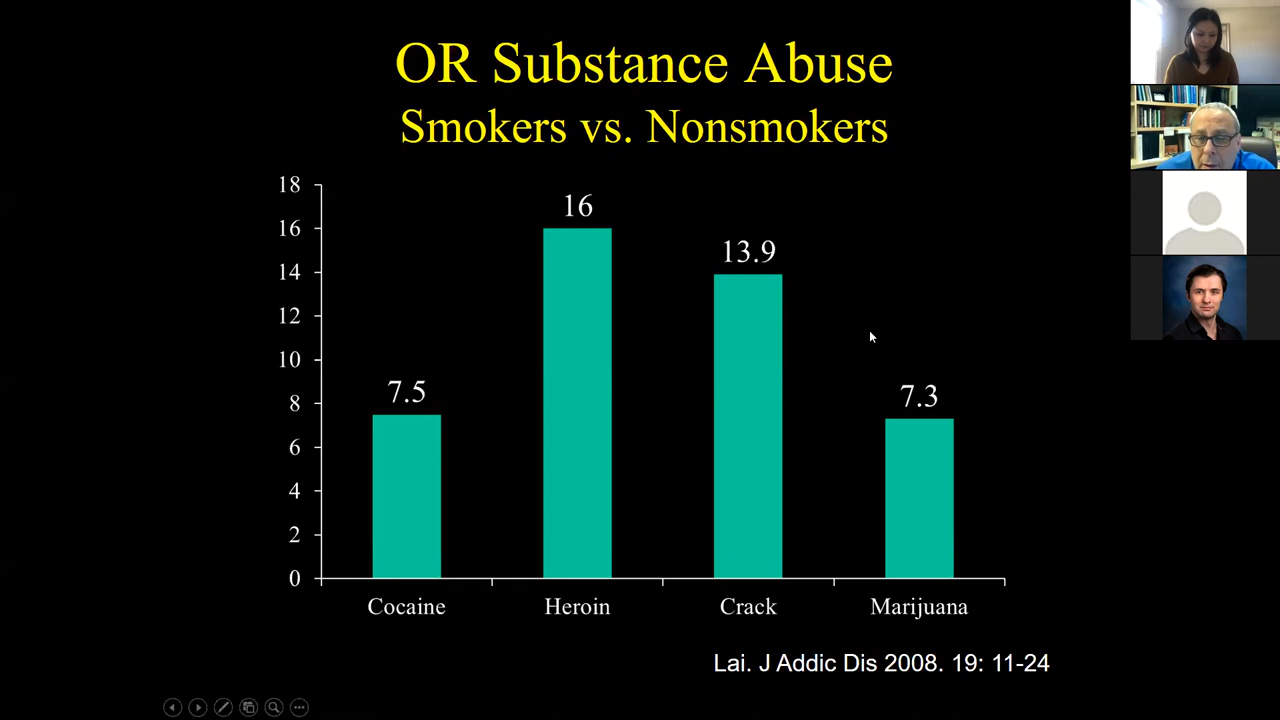 OR Substance Abuse
Smokers vs. Nonsmokers
18
16
14
12
10
8
6
4
2
0
7.5
16
13.9
7.3
Cocaine
Heroin
Crack
Marijuana
Lai. J Addic Dis 2008. 19: 11-24